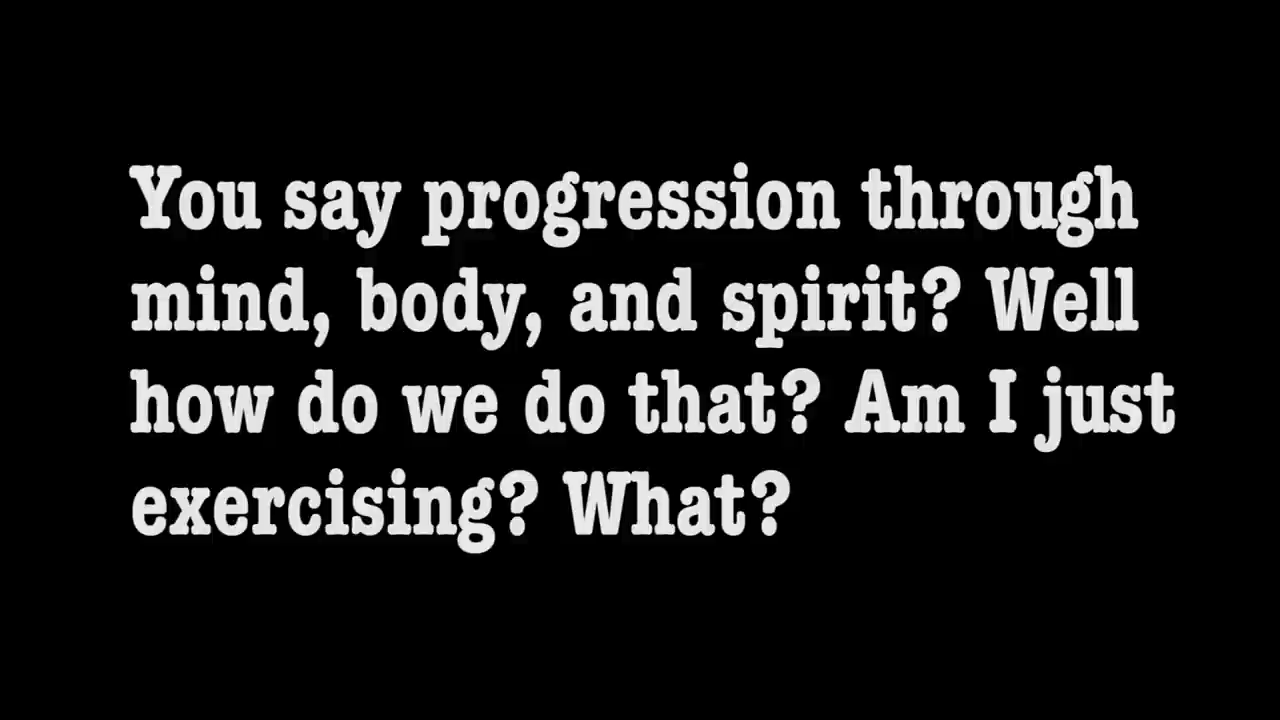 You say progression through
mind, body, and spirit? Well
how do we do that? Am I just
exercising? What?